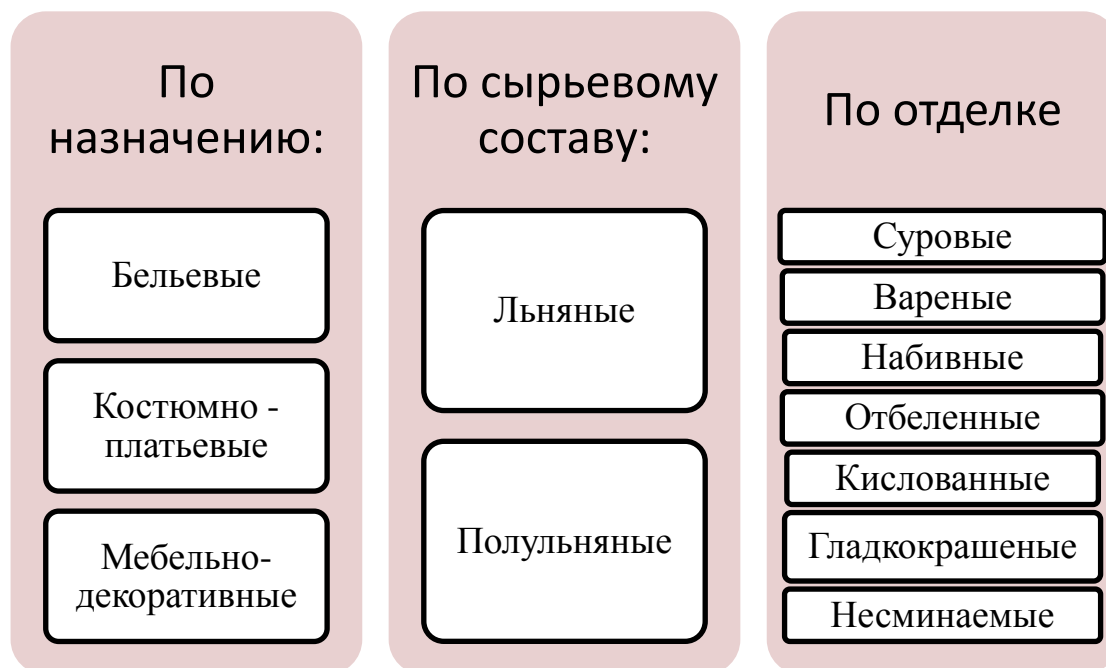 По
назначению:
Бельевые
Костюмно -
платьевые
Мебельно-
декоративные
По сырьевому
составу:
Льняные
Полульняные
По отделке
Суровые
Вареные
Набивные
Отбеленные
Кислованные
Гладкокрашеные
Несминаемые